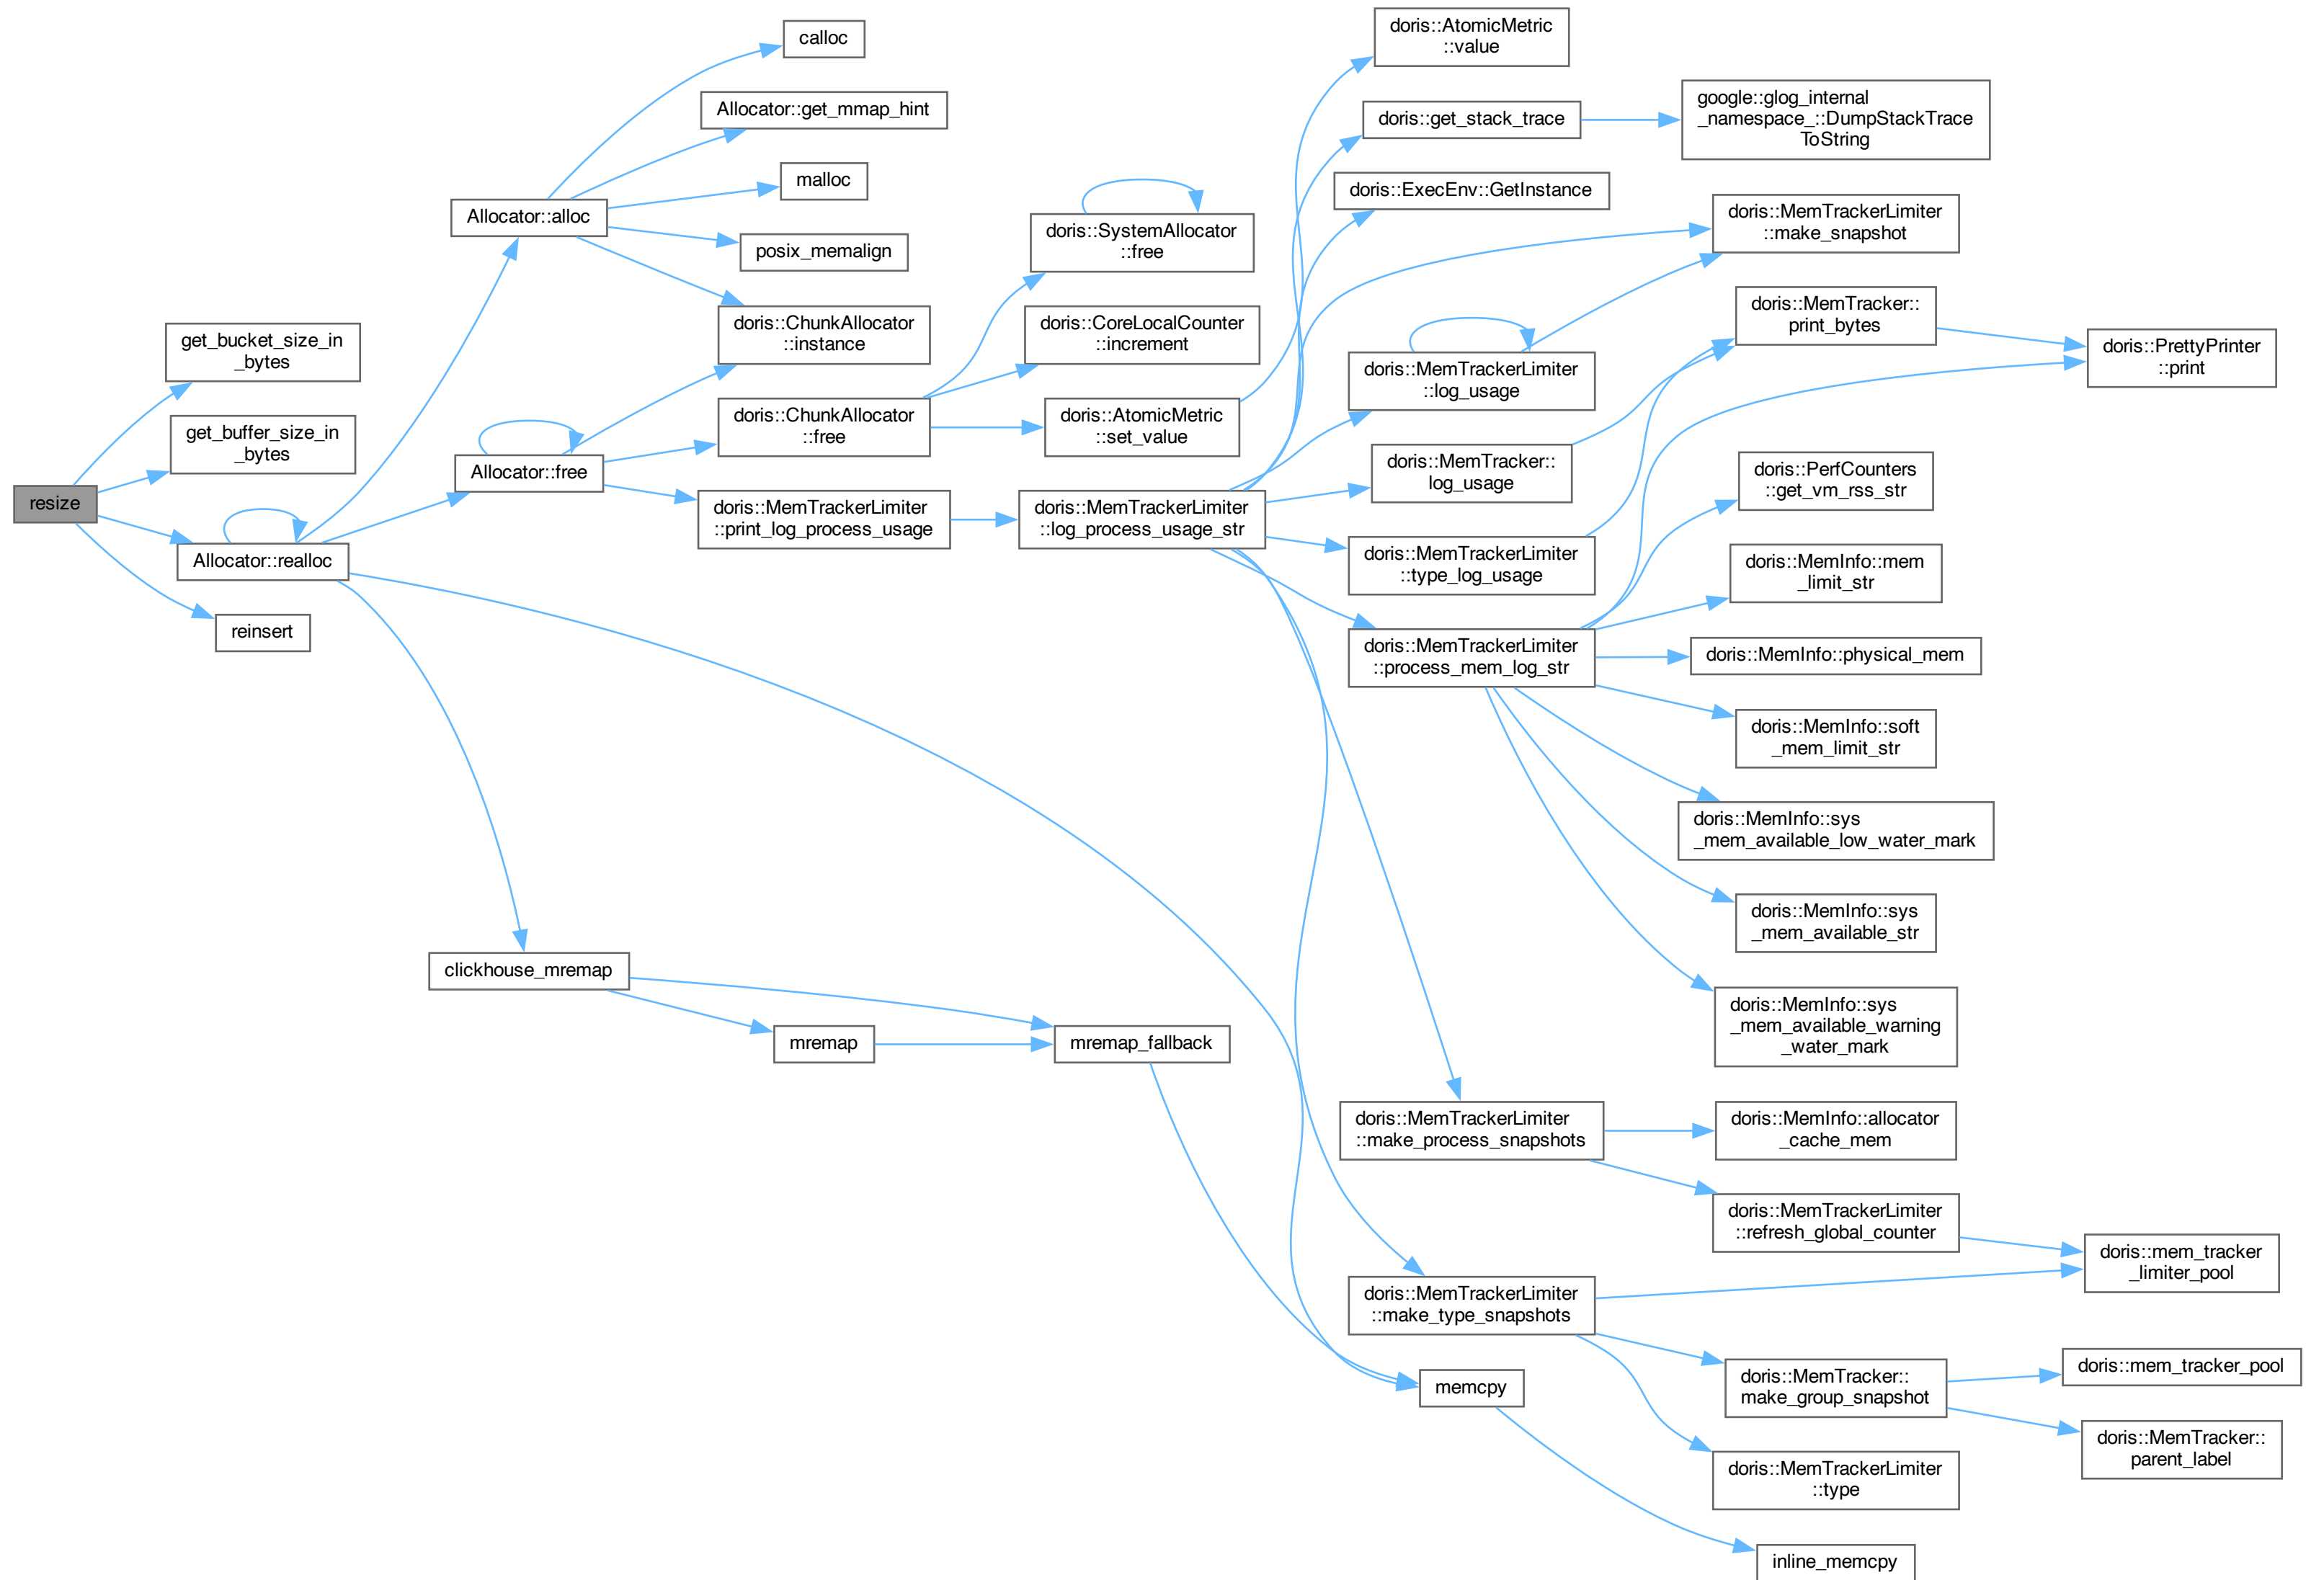 resize
get_bucket_size_in
_bytes
get_buffer_size_in
_bytes
Allocator::realloc
reinsert
Allocator::alloc
Allocator::free
clickhouse_mremap
calloc
Allocator::get_mmap_hint
malloc
posix_memalign
doris::ChunkAllocator
::instance
doris::ChunkAllocator
::free
doris::MemTrackerLimiter
::print_log_process_usage
mremap
doris::SystemAllocator
::free
doris::CoreLocalCounter
::increment
doris::AtomicMetric
::set_value
doris::MemTrackerLimiter
::log_process_usage_str
mremap_fallback
doris::AtomicMetric
::value
doris::get_stack_trace
doris::ExecEnv::GetInstance
doris::MemTrackerLimiter
::log_usage
doris::MemTracker::
log_usage
doris::MemTrackerLimiter
::type_log_usage
doris::MemTrackerLimiter
::process_mem_log_str
doris::MemTrackerLimiter
::make_process_snapshots
doris::MemTrackerLimiter
::make_type_snapshots
memcpy
google::glog_internal
_namespace_::DumpStackTrace
ToString
doris::MemTrackerLimiter
::make_snapshot
doris::MemTracker::
print_bytes
doris::PerfCounters
::get_vm_rss_str
doris::MemInfo::mem
_limit_str
doris::MemInfo::physical_mem
doris::MemInfo::soft
_mem_limit_str
doris::MemInfo::sys
_mem_available_low_water_mark
doris::MemInfo::sys
_mem_available_str
doris::MemInfo::sys
_mem_available_warning
_water_mark
doris::MemInfo::allocator
_cache_mem
doris::MemTrackerLimiter
::refresh_global_counter
doris::MemTracker::
make_group_snapshot
doris::MemTrackerLimiter
::type
inline_memcpy
doris::PrettyPrinter
::print
doris::mem_tracker
_limiter_pool
doris::mem_tracker_pool
doris::MemTracker::
parent_label